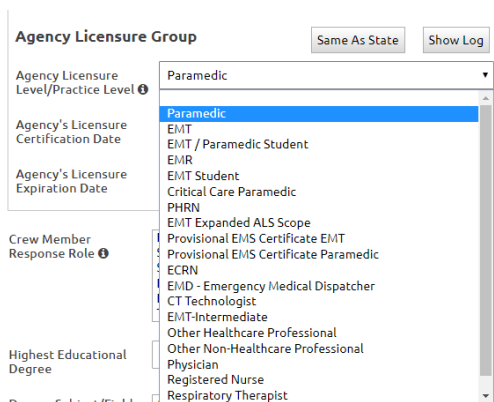 Agency Licensure Group
Same As State
Show Log
Agency Licensure
Level/Practice Level
Paramedic
Paramedic
EMT
EMT / Paramedic Student
EMR
EMT Student
Critical Care Paramedic
PHRN
EMT Expanded ALS Scope
Provisional EMS Certificate EMT
Provisional EMS Certificate Paramedic
ECRN
EMD - Emergency Medical Dispatcher
CT Technologist
EMT-Intermediate
Other Healthcare Professional
Other Non-Healthcare Professional
Physician
Registered Nurse
Respiratory Therapist
Agency's Licensure
Certification Date
Agency's Licensure
Expiration Date
Crew Member
Response Role
Highest Educational
Degree